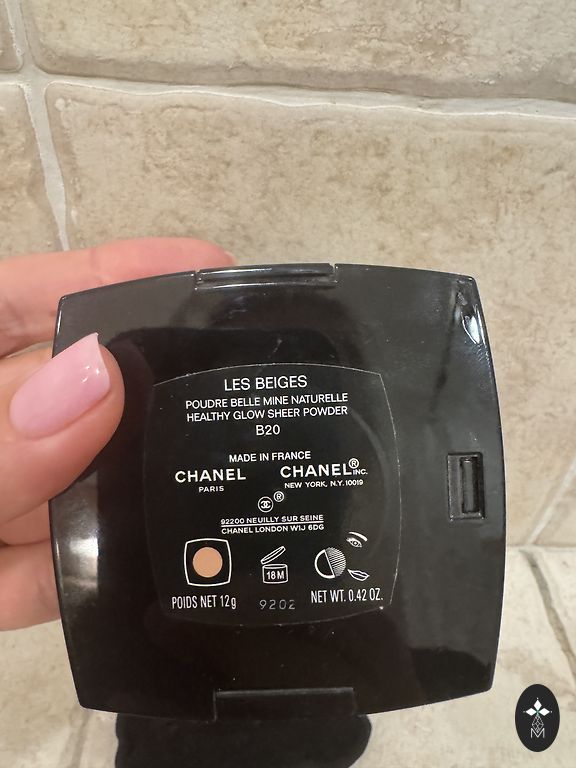 LES BEIGES
POUDRE BELLE MINE NATURELLE
HEALTHY GLOW SHEER POWDER
B20
MADE IN FRANCE
CHANEL CHANEL® INC.
PARIS NEW YORK, N.Y. 10019
®
92200 NEUILLY SUR SEINE
CHANEL LONDON W1J 6DG
18 M
POIDS NET 12g 9202 NET WT. 0.42 OZ.
M